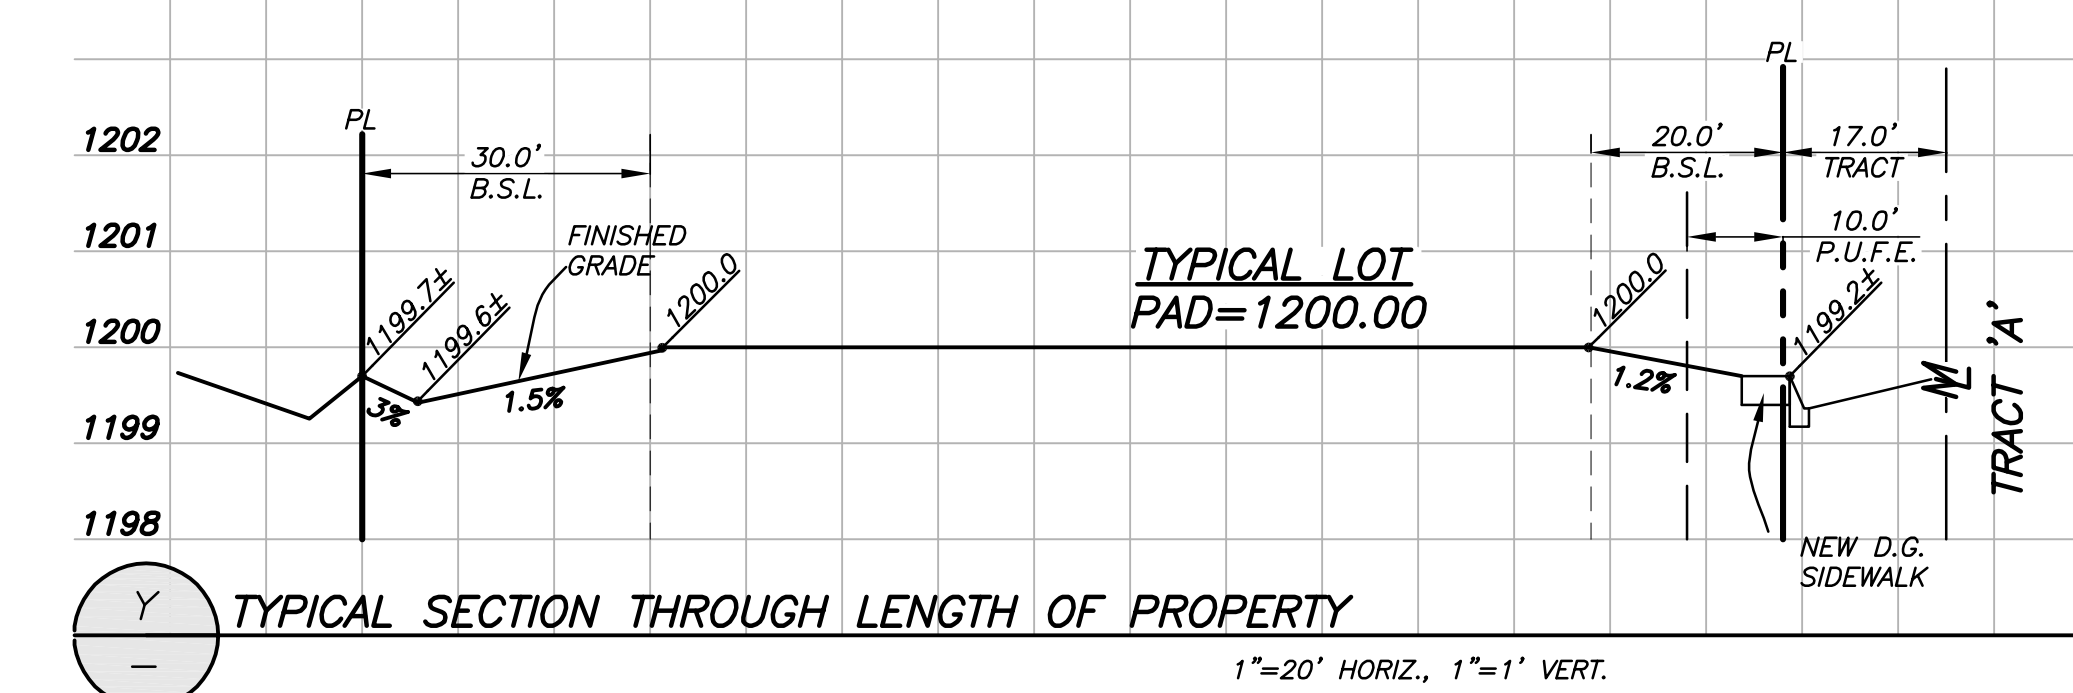 PL
PL
1202
30.0'
B.S.L.
20.0'
B.S.L.
17.0'
TRACT
1201
FINISHED
GRADE
10.0'
P.U.F.E.
TYPICAL LOT
PAD=1200.00
1200
1199.7±
1199.6±
1200.0
1200.0
1199.2±
3%
1.5%
1.2%
1199
TRACT 'A'
1198
NEW D.G.
SIDEWALK
Y
–
TYPICAL SECTION THROUGH LENGTH OF PROPERTY
1"=20' HORIZ., 1"=1' VERT.